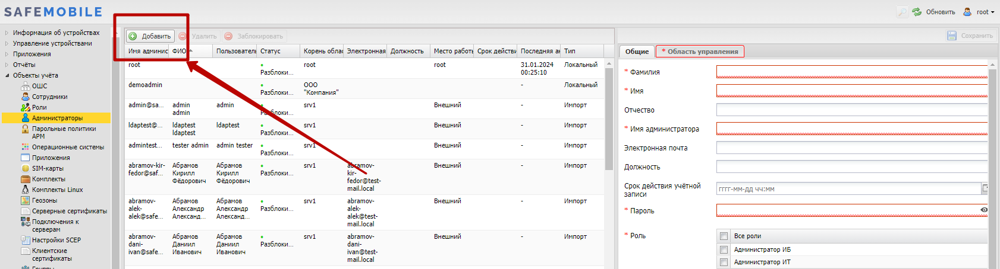 SAFEMOBILE
Обновить
root
Информация об устройствах
Управление устройствами
Приложения
Отчёты
Объекты учёта
ОШС
Сотрудники
Роли
Администраторы
Парольные политики
АРМ
Операционные системы
Приложения
SIM-карты
Комплекты
Комплекты Linux
Геозоны
Серверные сертификаты
Подключения к
серверам
Настройки SCEP
Клиентские
сертификаты
Группы
Добавить Удалить Заблокировать
Имя админис ФИО Пользовател Статус Корень облас Электронная Должность Место работы Срок действи Последняя ак Тип
root • root root 31.01.2024 Локальный
Разблоки... 00:25:10
demoadmin • ООО - Локальный
Разблоки... "Компания"
admin@sa... admin admin • srv1 Внешний - Импорт
admin Разблоки...
ldaptest@... ldaptest ldaptest • srv1 Внешний - Импорт
ldaptest Разблоки...
admintest... tester admin admin tester • srv1 Внешний - Импорт
Разблоки...
abramov-kir- Абрамов Абрамов • srv1 abramov- Внешний - Импорт
fedor@saf... Кирилл Кирилл Разблоки... kir-
Фёдорович Фёдорович fedor@test-
mail.local
abramov- Абрамов Абрамов • srv1 abramov- Внешний - Импорт
alek- Александр Александр Разблоки... alek-
alek@safe... Александ... Александ... alek@test-
mail.local
abramov- Абрамов Абрамов • srv1 abramov- Внешний - Импорт
dani- Даниил Даниил Разблоки... dani-
ivan@safe... Иванович Иванович ivan@test-
mail.local
Сохранить
Общие * Область управления
* Фамилия
* Имя
Отчество
* Имя администратора
Электронная почта
Должность
Срок действия учётной
записи
гггг-мм-дд чч:мм
* Пароль
* Роль
Все роли
Администратор ИБ
Администратор ИТ